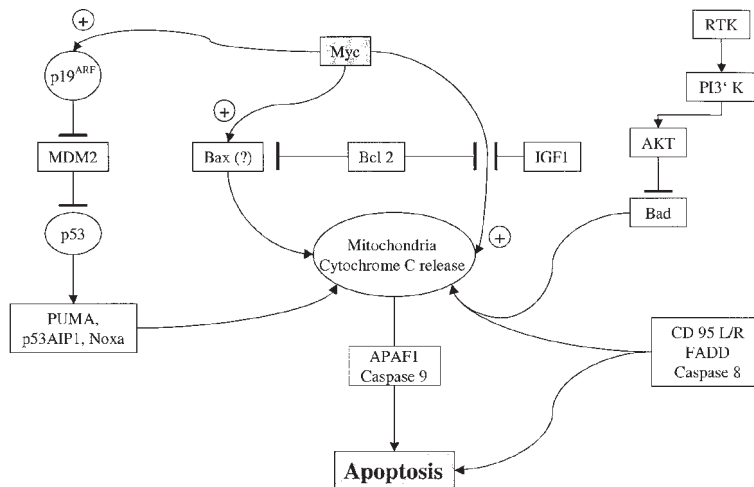 +
RTK
Myc
p19ARF
PI3' K
+
MDM2
Bax (?)
Bcl 2
IGF1
AKT
p53
Mitochondria
Cytochrome C release
+
Bad
PUMA,
p53AIP1, Noxa
APAF1
Caspase 9
CD 95 L/R
FADD
Caspase 8
Apoptosis